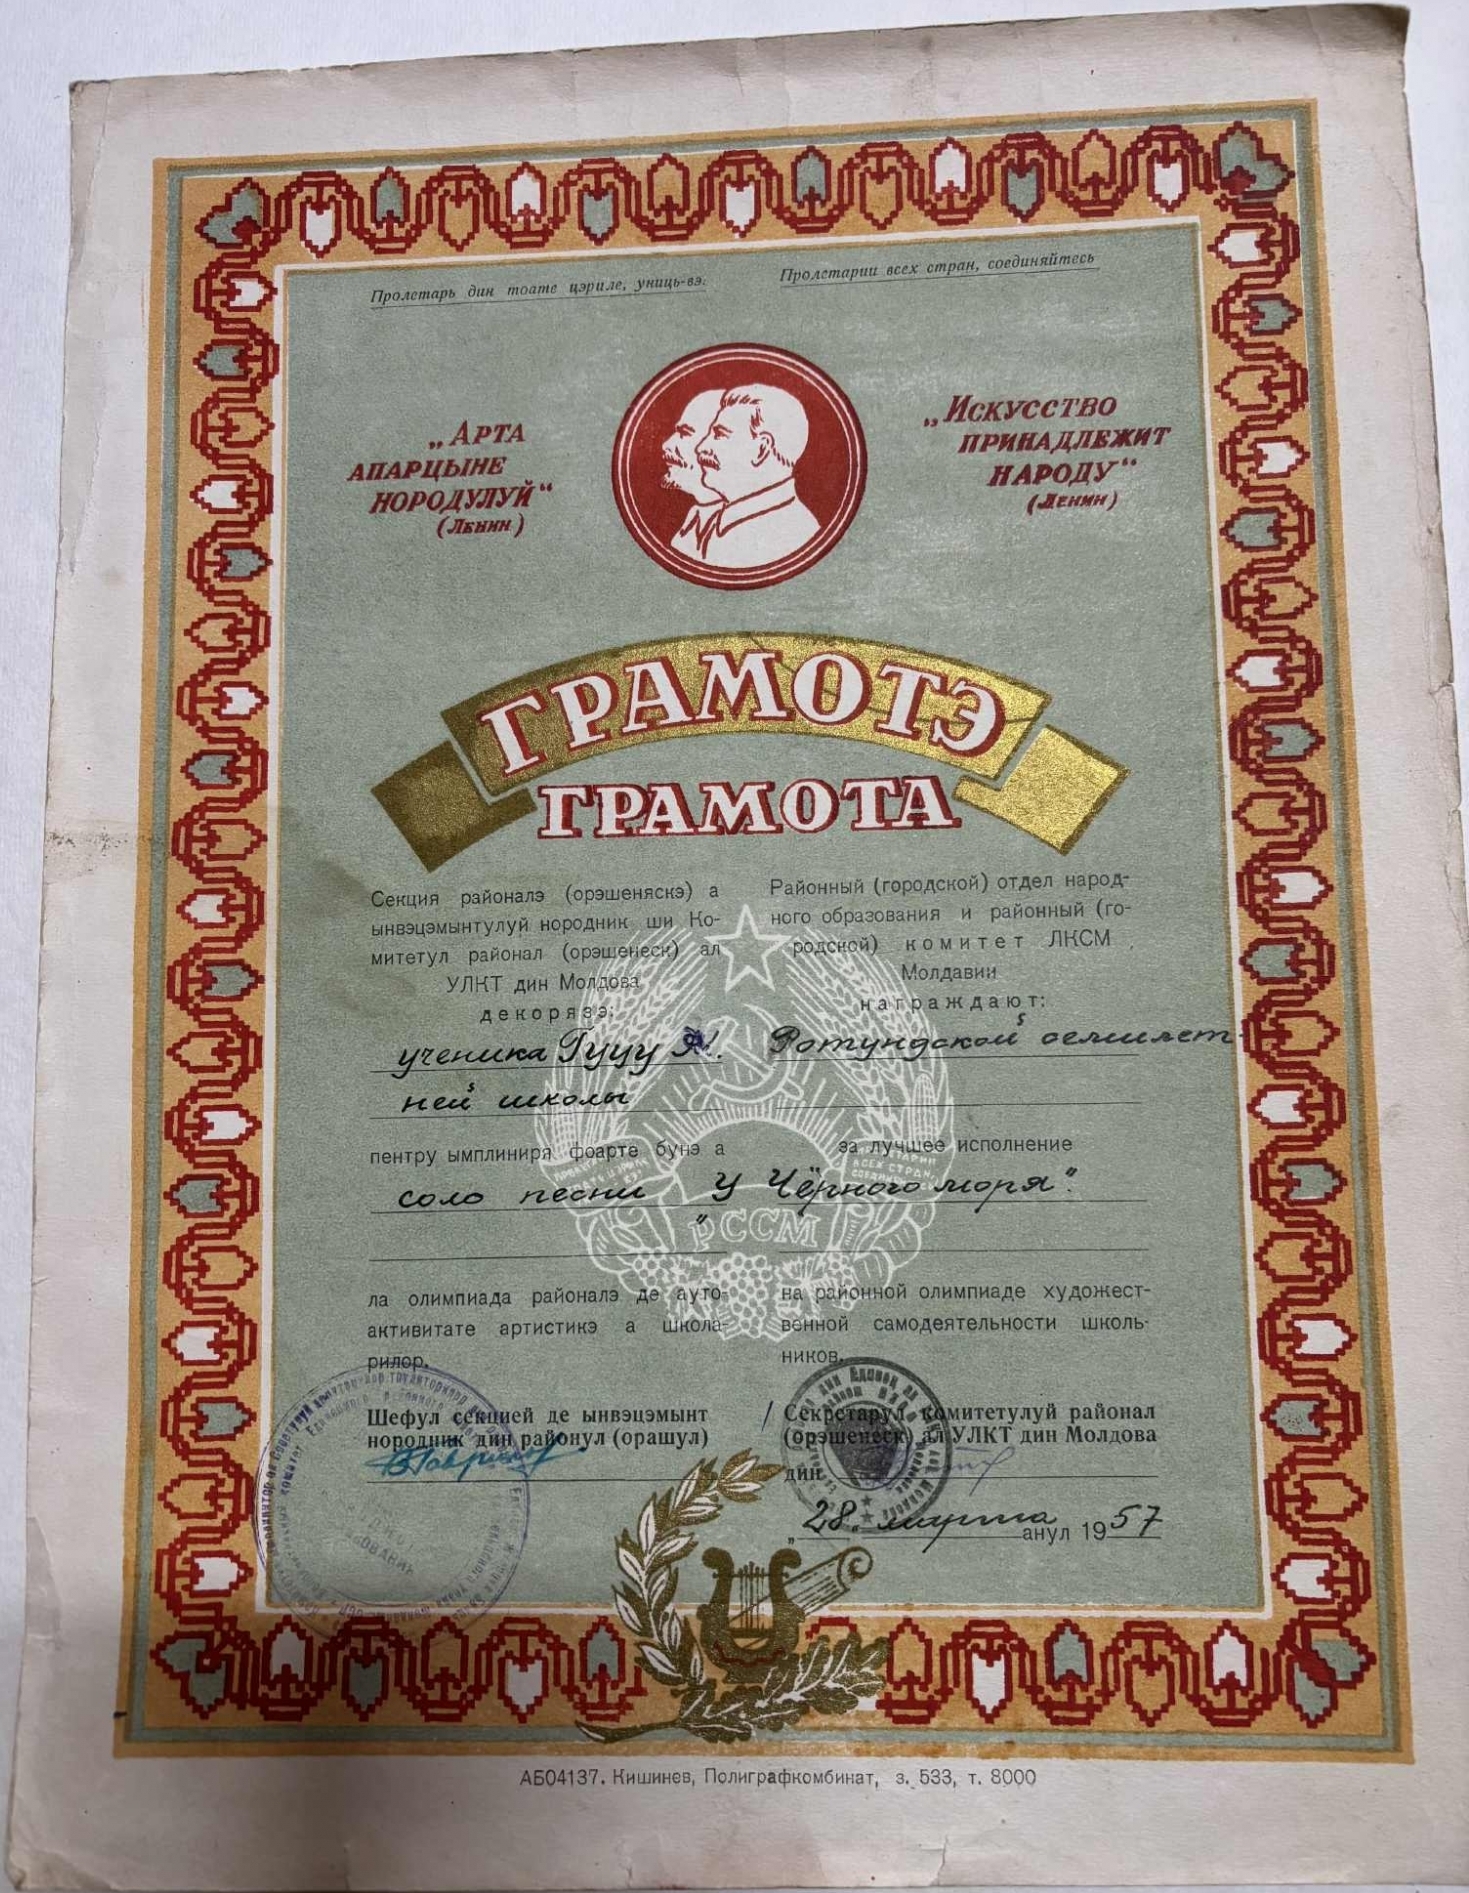 Пролетарь дин тоате цэриле, униць-вэ.
Пролетарии всех стран, соединяйтесь
„Арта
апарцыне
нородулуй“
(Ленин)
„Искусство
принадлежит
народу“
(Ленин)
ГРАМОТЭ
ГРАМОТА
Секция районалэ (орэшеняскэ) а
ынвэцэмынтулуй нородник ши Ко-
митетул районал (орэшенеск) ал
УЛКТ дин Молдова
декорязэ:
Районный (городской) отдел народ-
ного образования и районный (го-
родской) комитет ЛКСМ
Молдавии
награждают:
ученика Гуцу Ротундской семилет
ней школы
пентру ымплиниря фоарте бунэ а
за лучшее исполнение
соло песни „У Чёрного моря“.
РССМ
ла олимпиада районалэ де ауто-
активитате артистикэ а школа-
рилор.
на районной олимпиаде художест-
венной самодеятельности школь-
ников.
Шефул секцией де ынвэцэмынт
нородник дин районул (орашул)
Секретарул комитетулуй районал
(орэшенеск) ал УЛКТ дин Молдова
дин
„28. марта анул 1957
АБ04137. Кишинев, Полиграфкомбинат, з. 533, т. 8000